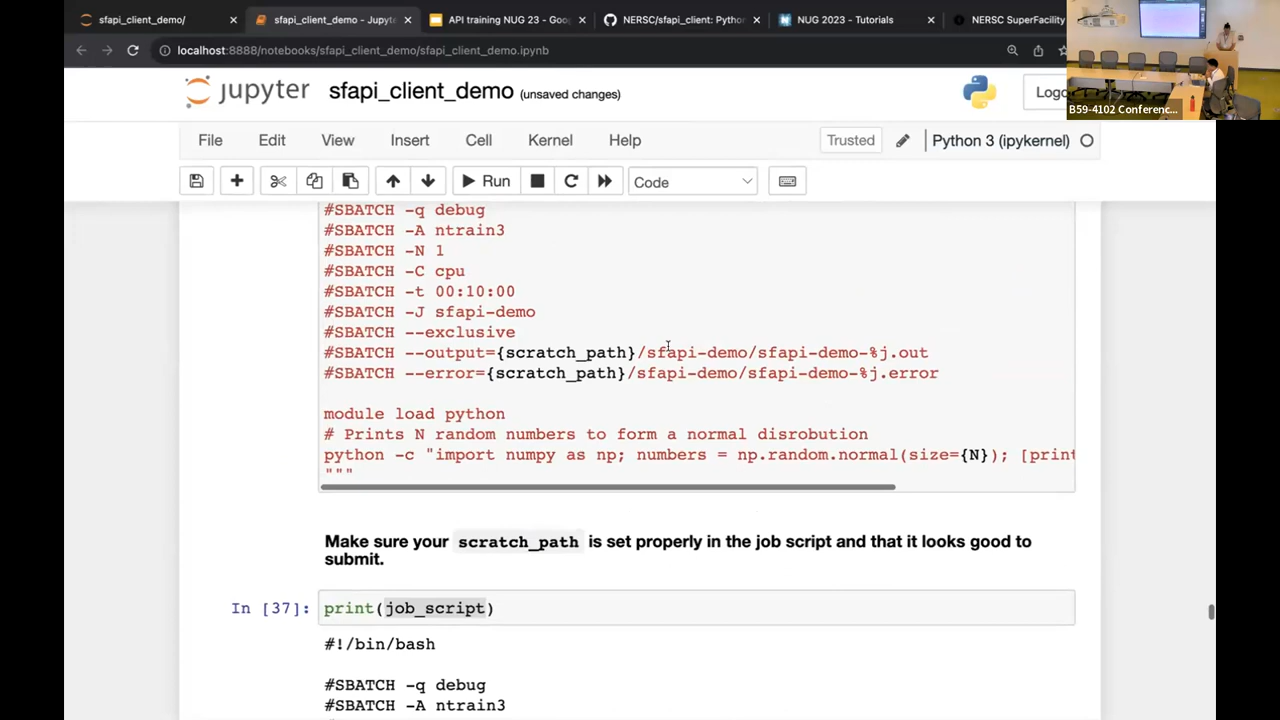 sfapi_client_demo/
sfapi_client_demo - Jupyte
API training NUG 23 - Goo
NERSC/sfapi_client: Python
NUG 2023 - Tutorials
NERSC SuperFacility
localhost:8888/notebooks/sfapi_client_demo/sfapi_client_demo.ipynb
B59-4102 Conferenc...
jupyter
sfapi_client_demo (unsaved changes)
Logo
File Edit View Insert Cell Kernel Help
Trusted
Python 3 (ipykernel)
Run
Code
#SBATCH -q debug
#SBATCH -A ntrain3
#SBATCH -N 1
#SBATCH -C cpu
#SBATCH -t 00:10:00
#SBATCH -J sfapi-demo
#SBATCH --exclusive
#SBATCH --output={scratch_path}/sfapi-demo/sfapi-demo-%j.out
#SBATCH --error={scratch_path}/sfapi-demo/sfapi-demo-%j.error
module load python
# Prints N random numbers to form a normal disrobution
python -c "import numpy as np; numbers = np.random.normal(size={N}); [print
"""
Make sure your scratch_path is set properly in the job script and that it looks good to
submit.
In [37]: print(job_script)
#!/bin/bash
#SBATCH -q debug
#SBATCH -A ntrain3